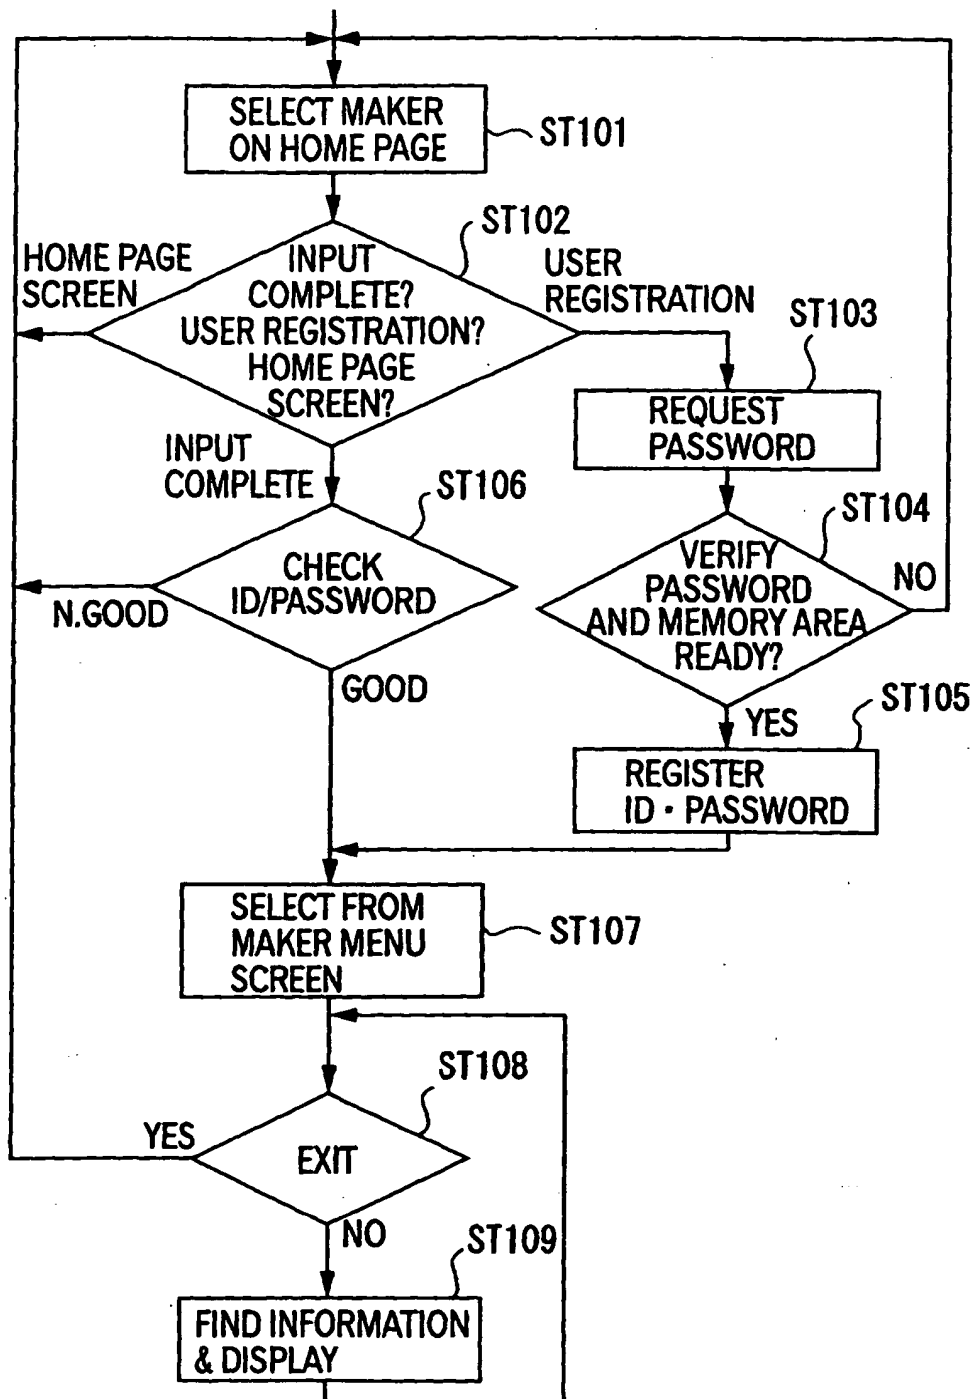 SELECT MAKER
ON HOME PAGE
ST101
ST102
HOME PAGE
SCREEN
INPUT
COMPLETE?
USER REGISTRATION?
HOME PAGE
SCREEN?
USER
REGISTRATION
ST103
REQUEST
PASSWORD
INPUT
COMPLETE
ST106
CHECK
ID/PASSWORD
N.GOOD
GOOD
ST104
VERIFY
PASSWORD
AND MEMORY AREA
READY?
NO
YES
ST105
REGISTER
ID・PASSWORD
SELECT FROM
MAKER MENU
SCREEN
ST107
ST108
YES
EXIT
NO
ST109
FIND INFORMATION
& DISPLAY